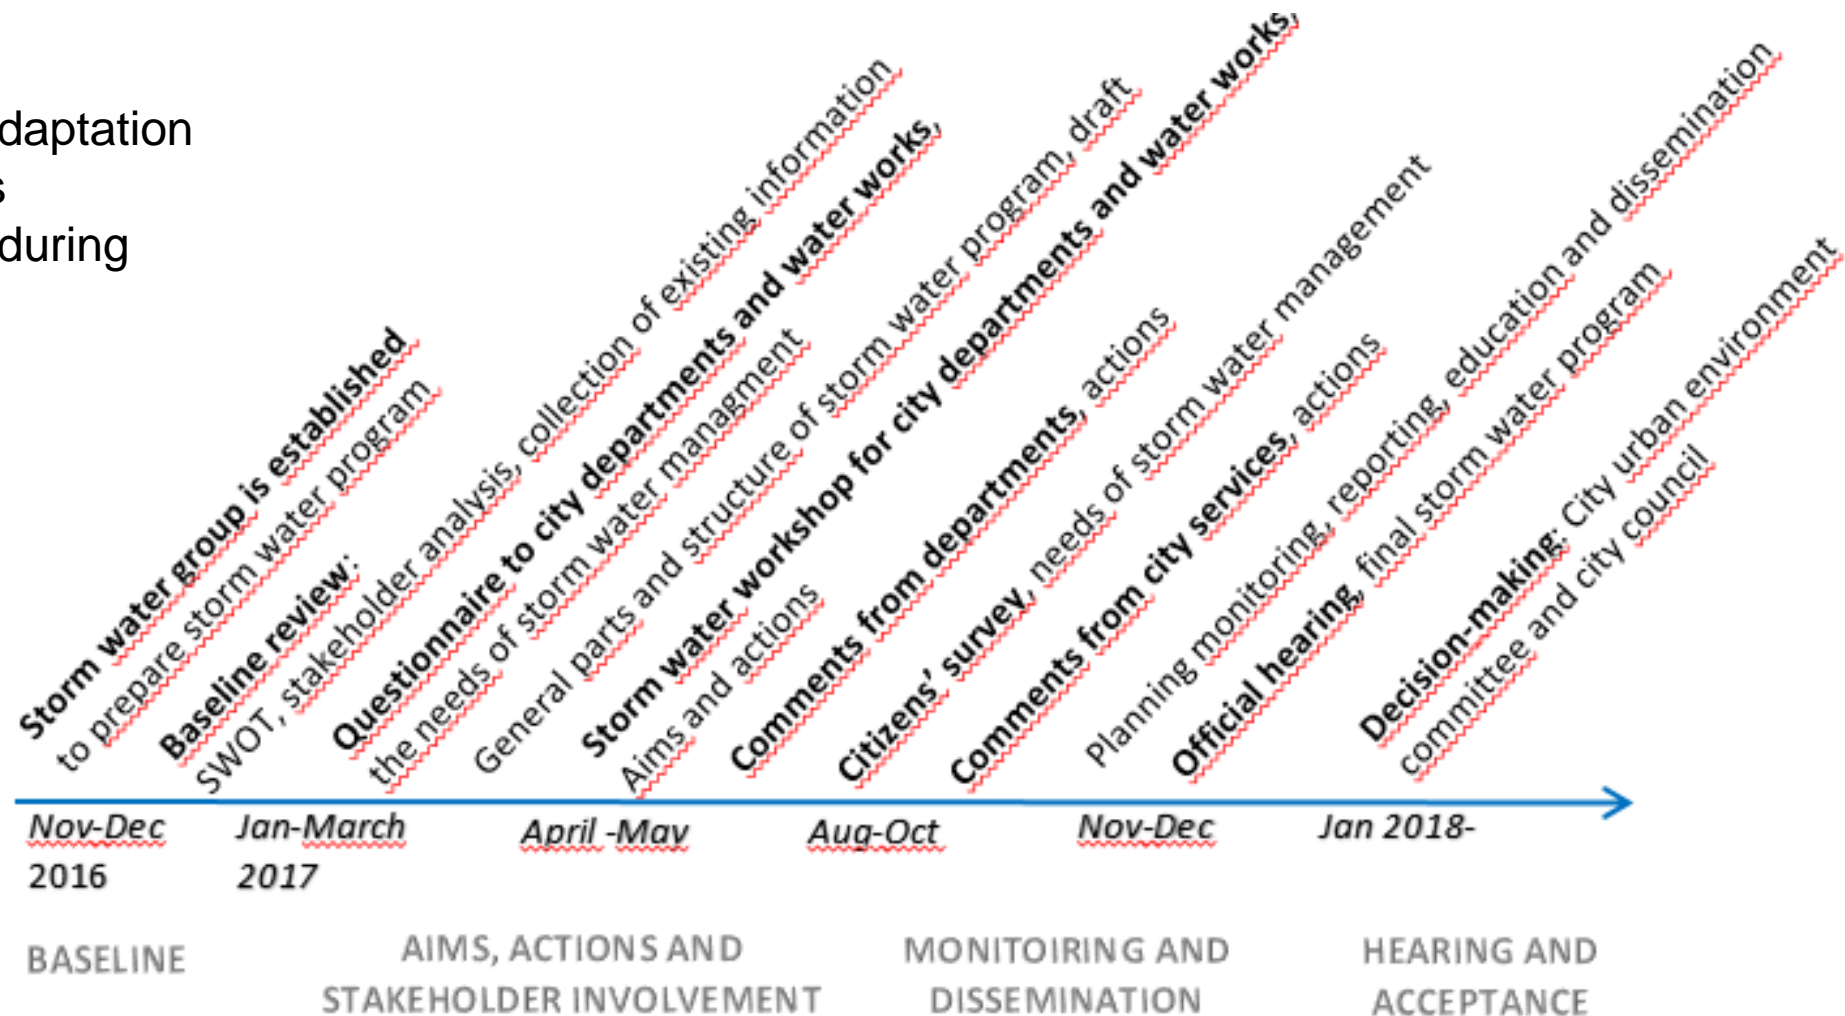 daptation
s
during
Storm water group is established
to prepare storm water program
Baseline review:
SWOT, stakeholder analysis, collection of existing information
Questionnaire to city departments and water works,
the needs of storm water managment
General parts and structure of storm water program, draft
Storm water workshop for city departments and water works,
Aims and actions
Comments from departments, actions
Citizens' survey, needs of storm water management
Comments from city services, actions
Planning monitoring, reporting, education and dissemination
Official hearing, final storm water program
Decision-making: City urban environment
committee and city council
Nov-Dec
2016
Jan-March
2017
April -May
Aug-Oct
Nov-Dec
Jan 2018-
BASELINE
AIMS, ACTIONS AND
STAKEHOLDER INVOLVEMENT
MONITOIRING AND
DISSEMINATION
HEARING AND
ACCEPTANCE